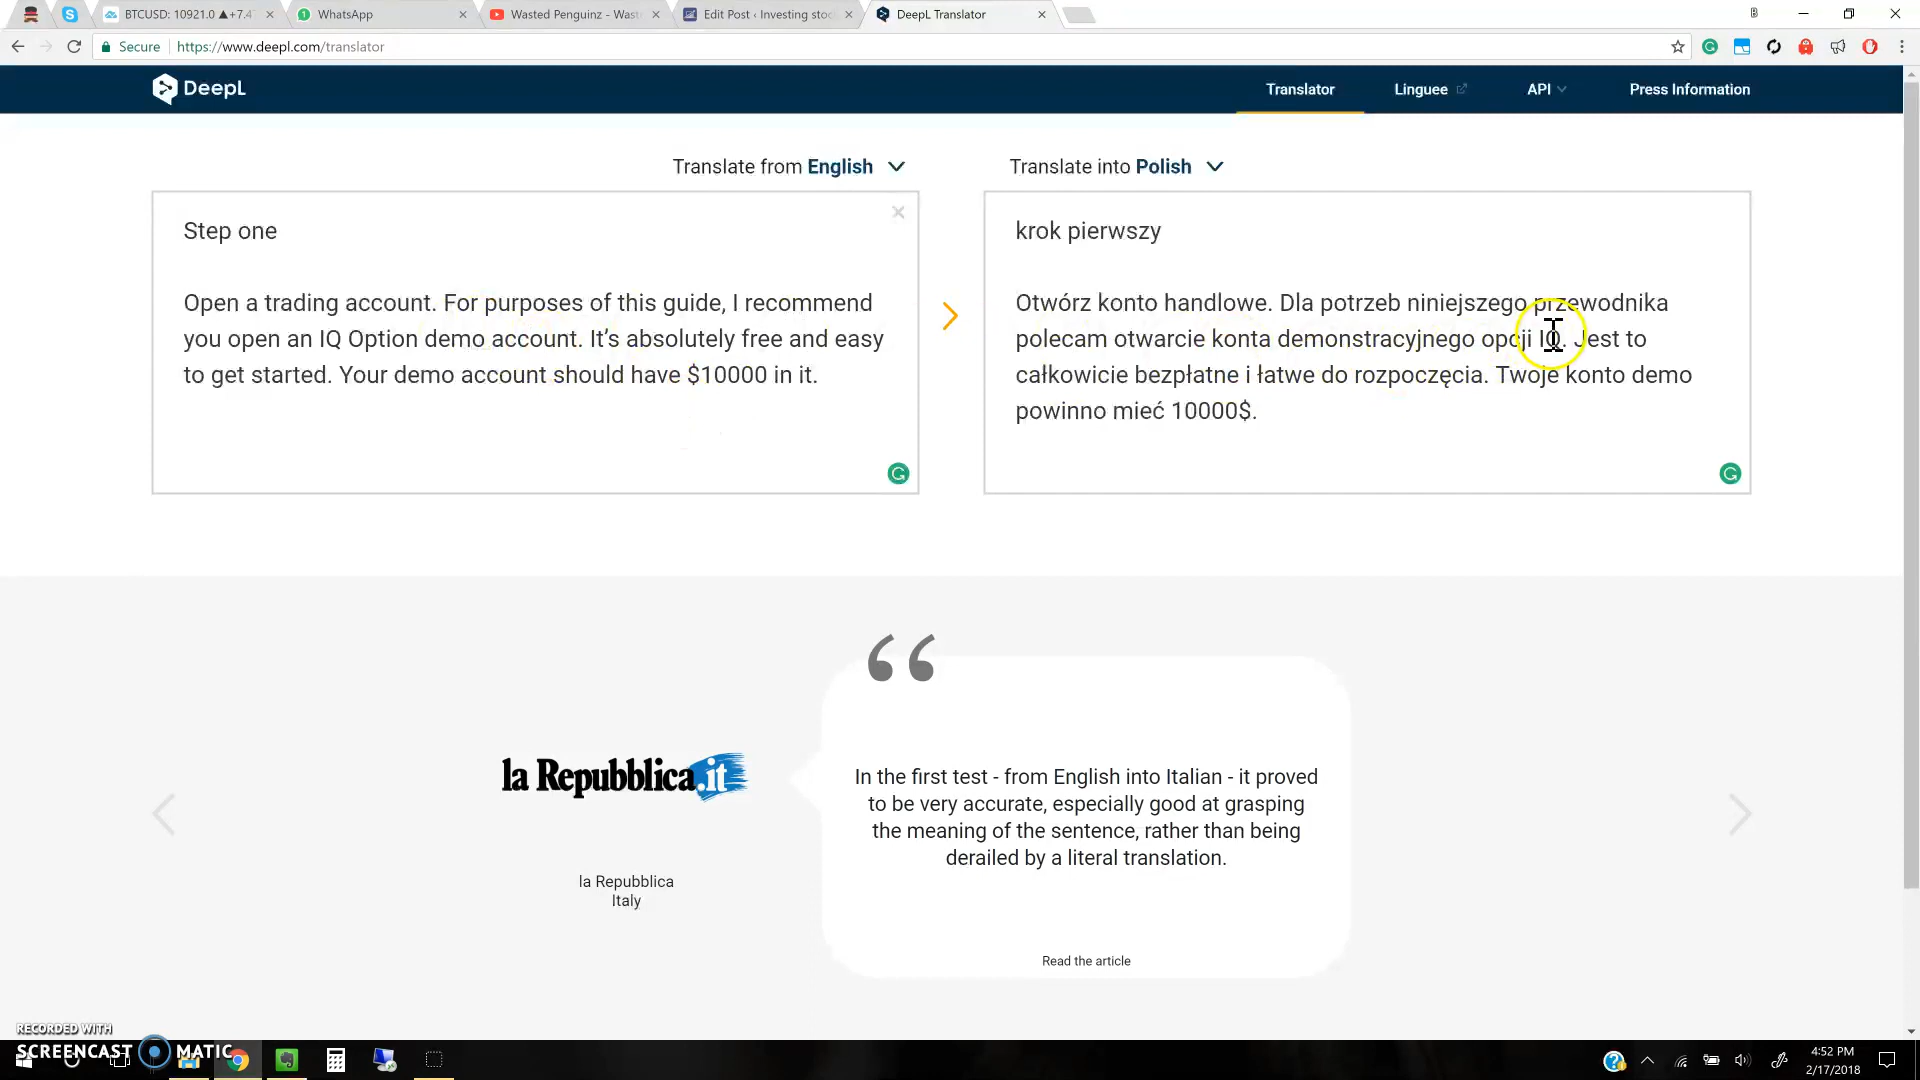 BTCUSD: 10921.0 ▲+7.4
WhatsApp
Wasted Penguinz - Wast
Edit Post ‹ Investing stoc
DeepL Translator
Secure
https://www.deepl.com/translator
DeepL
Translator
Linguee
API
Press Information
Translate from English
Translate into Polish
Step one
Open a trading account. For purposes of this guide, I recommend
you open an IQ Option demo account. It’s absolutely free and easy
to get started. Your demo account should have $10000 in it.
krok pierwszy
Otwórz konto handlowe. Dla potrzeb niniejszego przewodnika
polecam otwarcie konta demonstracyjnego opcji IQ. Jest to
całkowicie bezpłatne i łatwe do rozpoczęcia. Twoje konto demo
powinno mieć 10000$.
la Repubblica.it
la Repubblica
Italy
In the first test - from English into Italian - it proved
to be very accurate, especially good at grasping
the meaning of the sentence, rather than being
derailed by a literal translation.
Read the article
RECORDED WITH
SCREENCAST MATIC
4:52 PM
2/17/2018